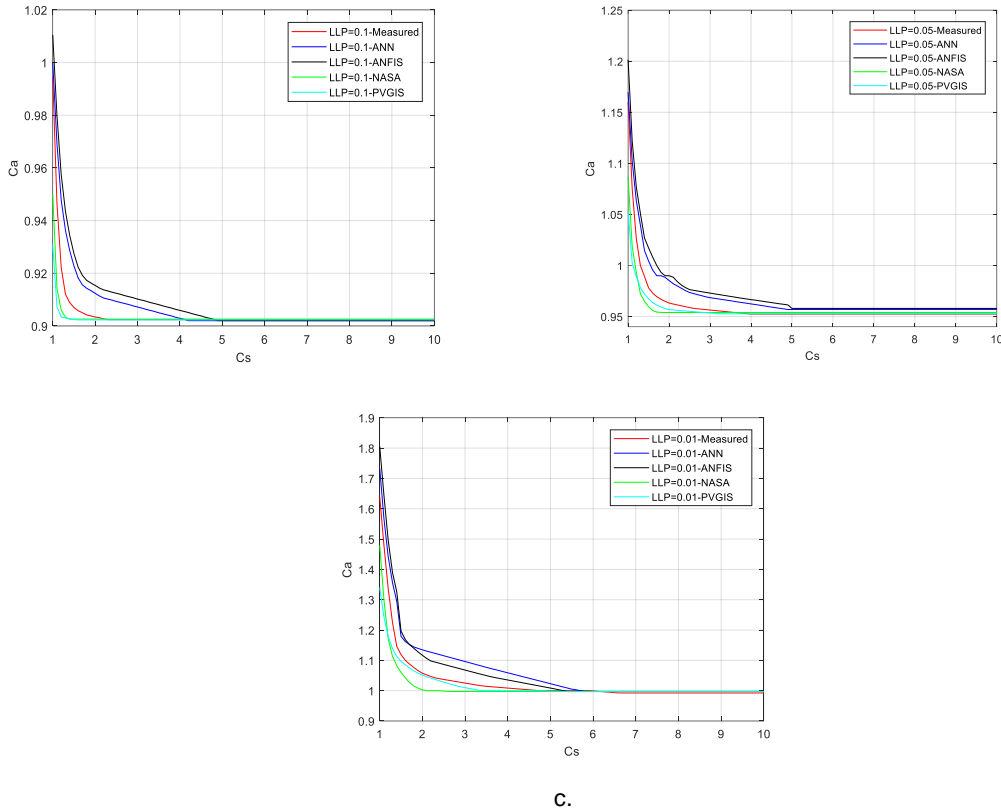 1.02
1
0.98
0.96
0.94
0.92
0.9
Ca
1 2 3 4 5 6 7 8 9 10
Cs
LLP=0.1-Measured
LLP=0.1-ANN
LLP=0.1-ANFIS
LLP=0.1-NASA
LLP=0.1-PVGIS
1.25
1.2
1.15
1.1
1.05
1
0.95
Ca
1 2 3 4 5 6 7 8 9 10
Cs
LLP=0.05-Measured
LLP=0.05-ANN
LLP=0.05-ANFIS
LLP=0.05-NASA
LLP=0.05-PVGIS
1.9
1.8
1.7
1.6
1.5
1.4
1.3
1.2
1.1
1
0.9
Ca
1 2 3 4 5 6 7 8 9 10
Cs
LLP=0.01-Measured
LLP=0.01-ANN
LLP=0.01-ANFIS
LLP=0.01-NASA
LLP=0.01-PVGIS
c.